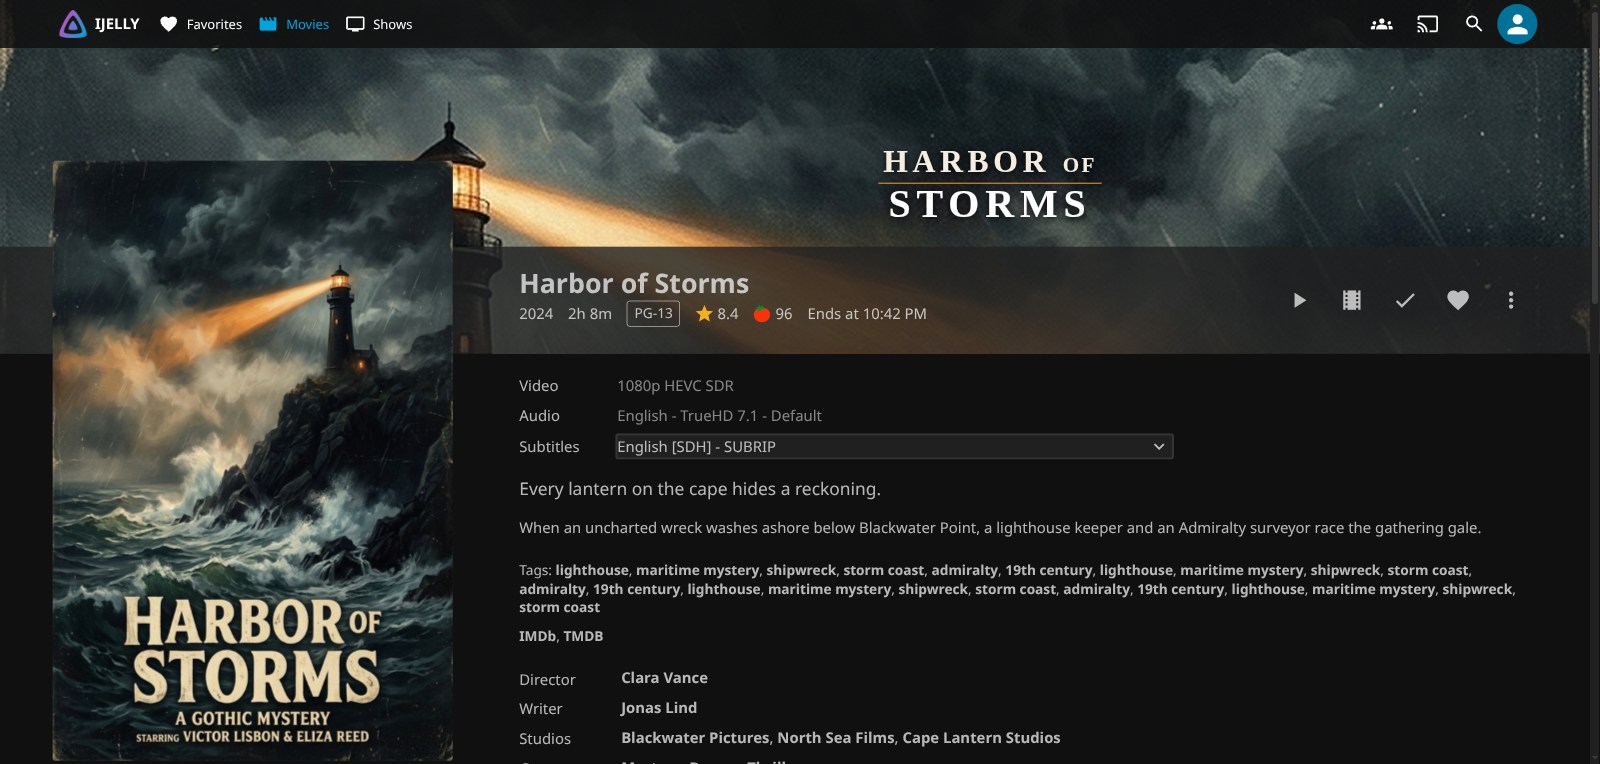 IJELLY Favorites Movies Shows
HARBOR OF
STORMS
Harbor of Storms
2024 2h 8m PG-13 8.4 96 Ends at 10:42 PM
HARBOR OF
STORMS
A GOTHIC MYSTERY
STARRING VICTOR LISBON & ELIZA REED
Video 1080p HEVC SDR
Audio English - TrueHD 7.1 - Default
Subtitles English [SDH] - SUBRIP
Every lantern on the cape hides a reckoning.
When an uncharted wreck washes ashore below Blackwater Point, a lighthouse keeper and an Admiralty surveyor race the gathering gale.
Tags: lighthouse, maritime mystery, shipwreck, storm coast, admiralty, 19th century, lighthouse, maritime mystery, shipwreck, storm coast,
admiralty, 19th century, lighthouse, maritime mystery, shipwreck, storm coast, admiralty, 19th century, lighthouse, maritime mystery, shipwreck,
storm coast
IMDb, TMDB
Director Clara Vance
Writer Jonas Lind
Studios Blackwater Pictures, North Sea Films, Cape Lantern Studios